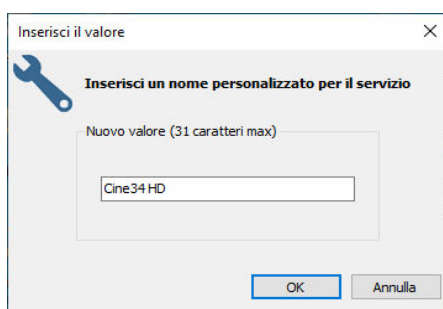 Inserisci il valore
Inserisci un nome personalizzato per il servizio
Nuovo valore (31 caratteri max)
Cine34 HD
OK
Annulla